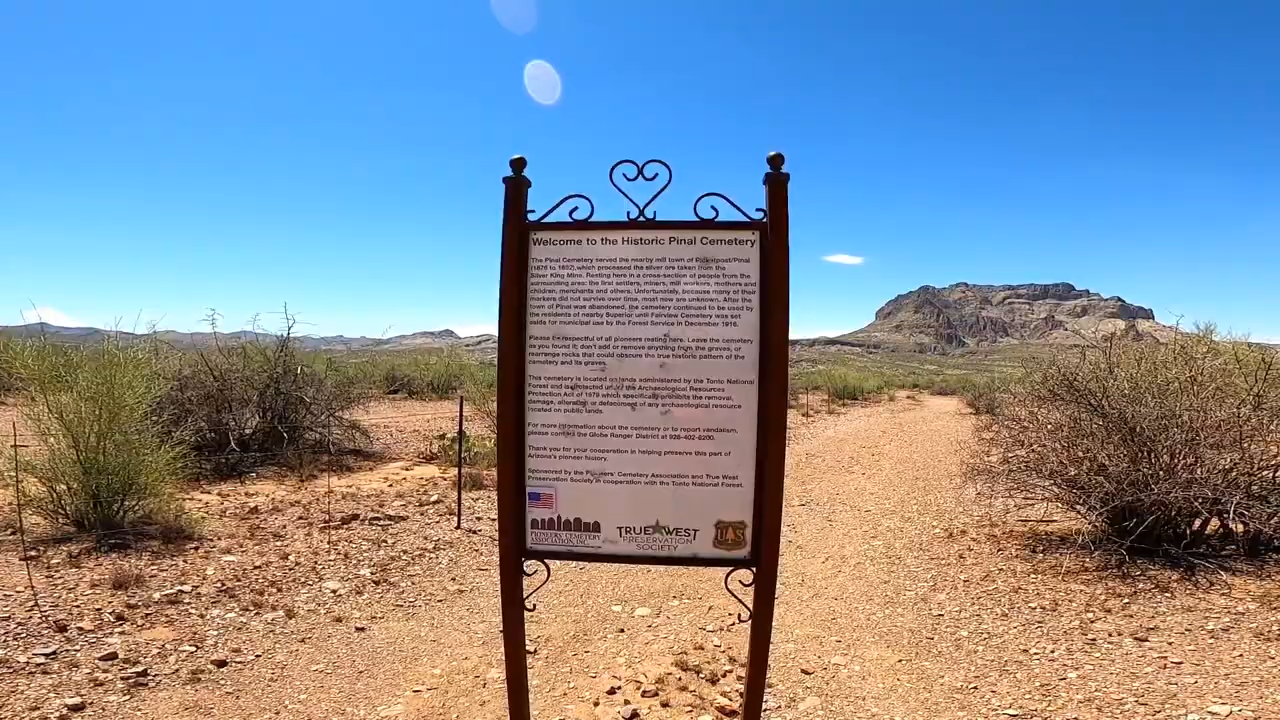 Welcome to the Historic Pinal Cemetery
The Pinal Cemetery served the nearby mill town of Picketpost/Pinal
(1878 to 1892),which processed the silver ore taken from the
Silver King Mine. Resting here in a cross-section of people from the
surrounding area: the first settlers, miners, mill workers, mothers and
children, merchants and others. Unfortunately, because many of their
markers did not survive over time, most now are unknown. After the
town of Pinal was abandoned, the cemetery continued to be used by
the residents of nearby Superior until Fairview Cemetery was set
aside for municipal use by the Forest Service in December 1916.
Please be respectful of all pioneers resting here. Leave the cemetery
as you found it; don't add or remove anything from the graves, or
rearrange rocks that could obscure the true historic pattern of the
cemetery and its graves.
This cemetery is located on lands administered by the Tonto National
Forest and is protected under the Archaeological Resources
Protection Act of 1979 which specifically prohibits the removal,
damage, alteration or defacement of any archaeological resource
located on public lands.
For more information about the cemetery or to report vandalism,
please contact the Globe Ranger District at 928-402-6200.
Thank you for your cooperation in helping preserve this part of
Arizona's pioneer history.
Sponsored by the Pioneers' Cemetery Association and True West
Preservation Society in cooperation with the Tonto National Forest.
PIONEERS' CEMETERY
ASSOCIATION, INC.
TRUE WEST
PRESERVATION
SOCIETY
UAS